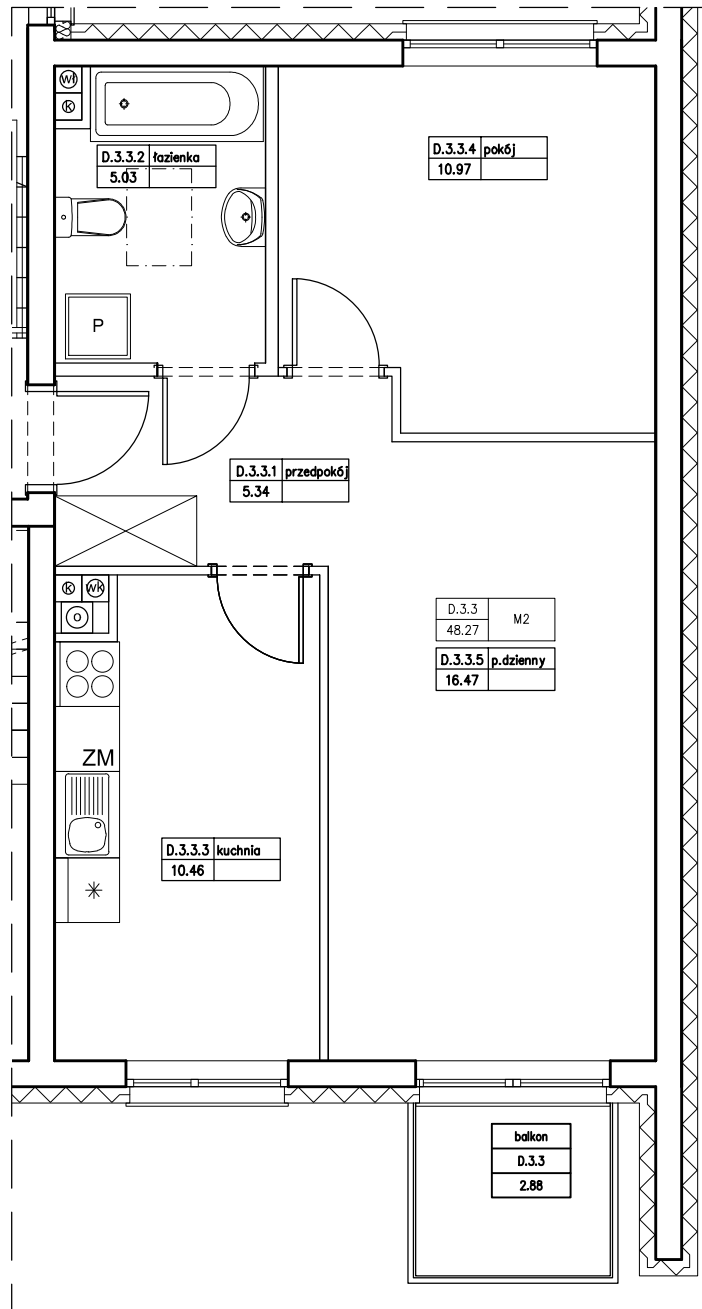 wł
k
D.3.3.2 łazienka
5.03
D.3.3.4 pokój
10.97
P
D.3.3.1 przedpokój
5.34
k wk
o
D.3.3 M2
48.27
D.3.3.5 p.dzienny
16.47
ZM
D.3.3.3 kuchnia
10.46
balkon
D.3.3
2.88